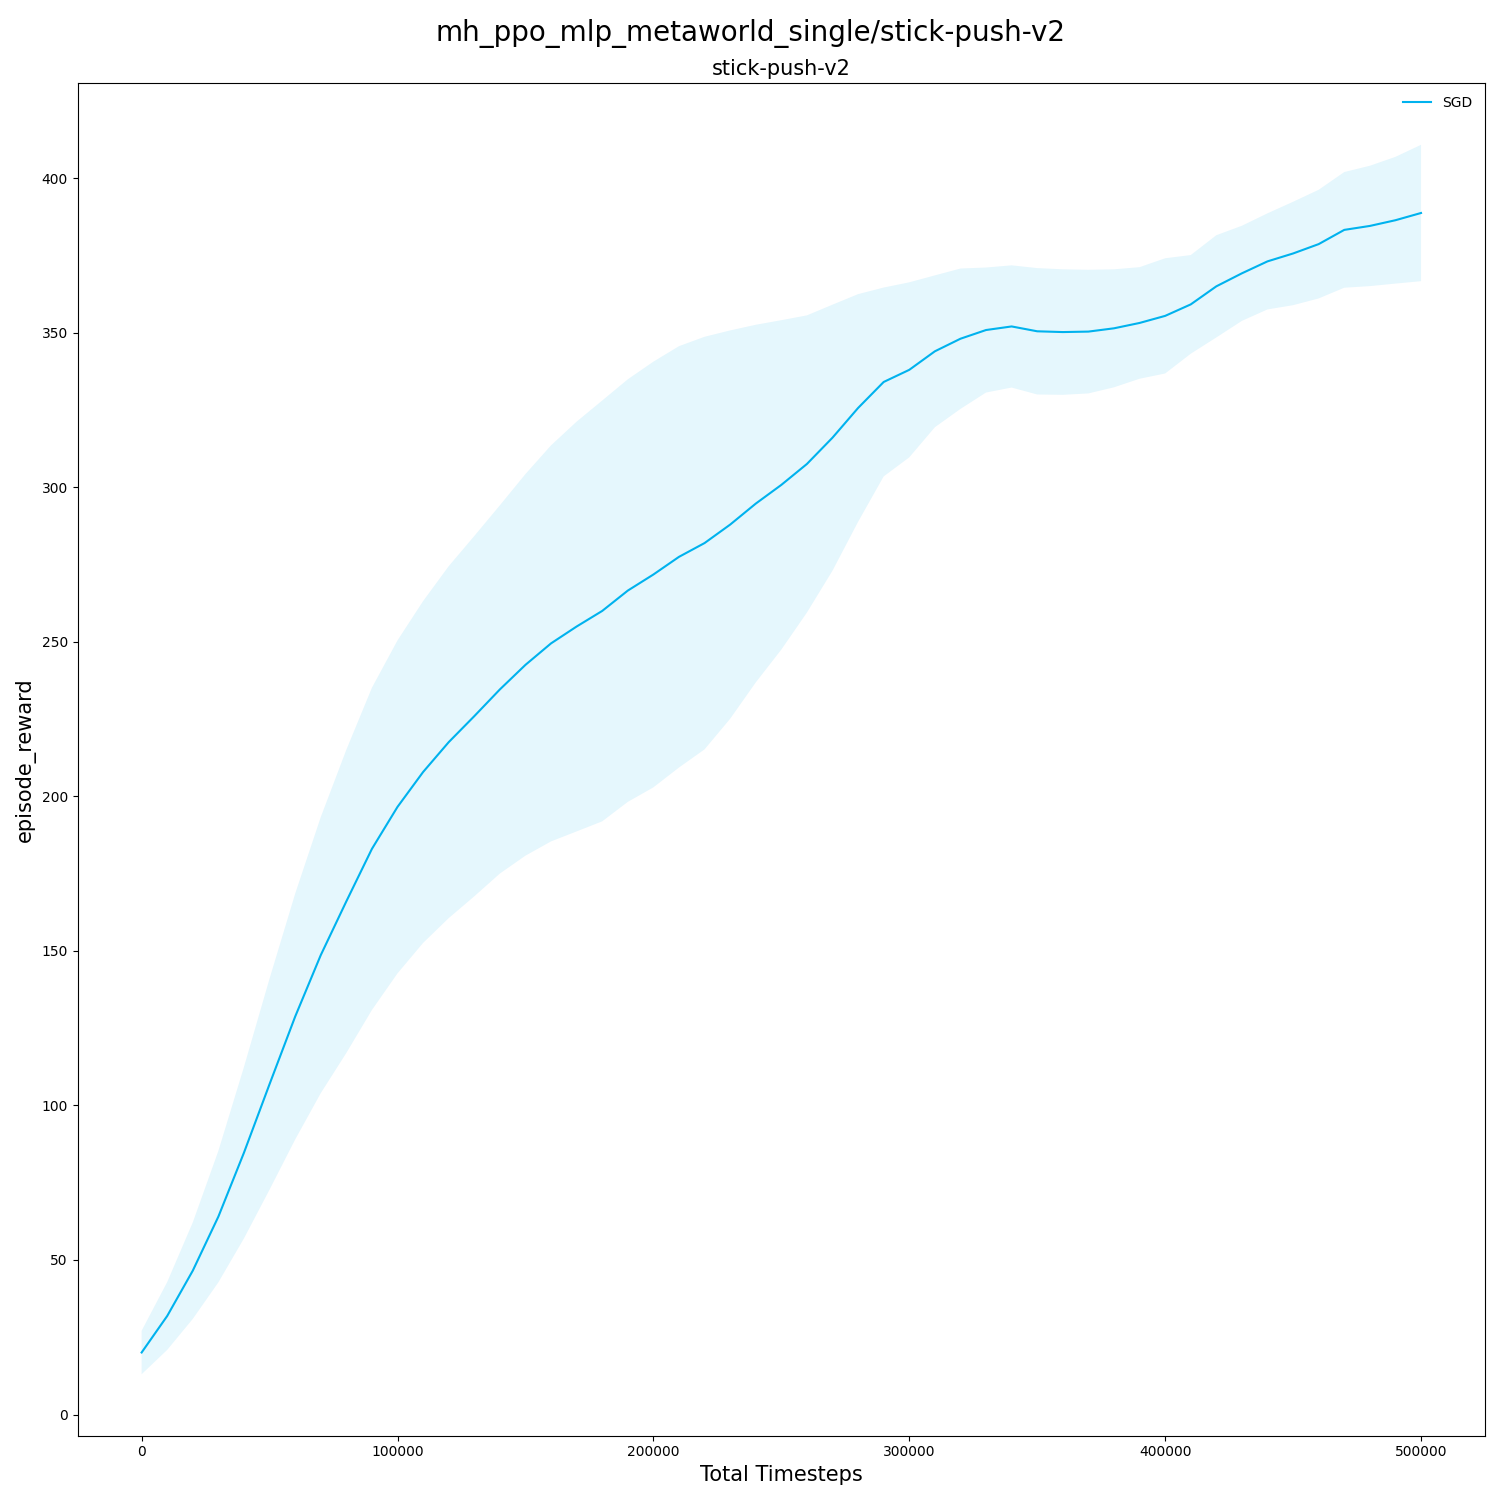 mh_ppo_mlp_metaworld_single/stick-push-v2
stick-push-v2
SGD
400
350
300
250
200
150
100
50
0
episode_reward
0 100000 200000 300000 400000 500000
Total Timesteps